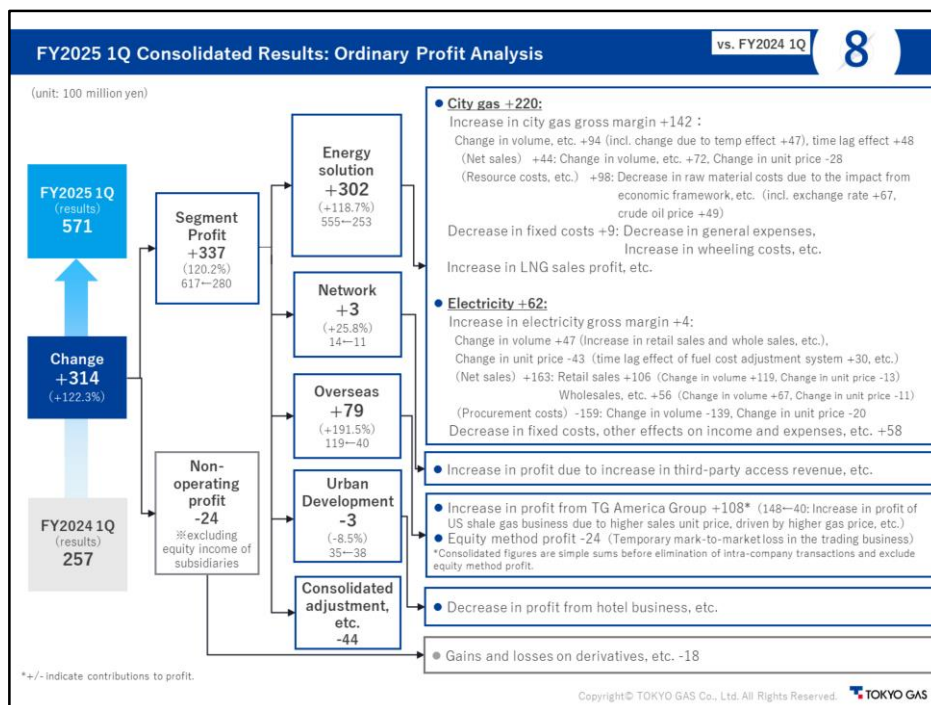 FY2025 1Q Consolidated Results: Ordinary Profit Analysis
vs. FY2024 1Q
8
(unit: 100 million yen)
FY2025 1Q
(results)
571
Change
+314
(+122.3%)
FY2024 1Q
(results)
257
Segment
Profit
+337
(120.2%)
617←280
Non-
operating
profit
-24
※excluding
equity income of
subsidiaries
Energy
solution
+302
(+118.7%)
555←253
Network
+3
(+25.8%)
14←11
Overseas
+79
(+191.5%)
119←40
Urban
Development
-3
(-8.5%)
35←38
Consolidated
adjustment,
etc.
-44
● City gas +220:
Increase in city gas gross margin +142：
Change in volume, etc. +94 (incl. change due to temp effect +47), time lag effect +48
(Net sales) +44: Change in volume, etc. +72, Change in unit price -28
(Resource costs, etc.) +98: Decrease in raw material costs due to the impact from
economic framework, etc. (incl. exchange rate +67,
crude oil price +49)
Decrease in fixed costs +9: Decrease in general expenses,
Increase in wheeling costs, etc.
Increase in LNG sales profit, etc.
● Electricity +62:
Increase in electricity gross margin +4:
Change in volume +47 (Increase in retail sales and whole sales, etc.),
Change in unit price -43 (time lag effect of fuel cost adjustment system +30, etc.)
(Net sales) +163: Retail sales +106 (Change in volume +119, Change in unit price -13)
Wholesales, etc. +56 (Change in volume +67, Change in unit price -11)
(Procurement costs) -159: Change in volume -139, Change in unit price -20
Decrease in fixed costs, other effects on income and expenses, etc. +58
● Increase in profit due to increase in third-party access revenue, etc.
● Increase in profit from TG America Group +108* (148←40: Increase in profit of
US shale gas business due to higher sales unit price, driven by higher gas price, etc.)
● Equity method profit -24 (Temporary mark-to-market loss in the trading business)
*Consolidated figures are simple sums before elimination of intra-company transactions and exclude
equity method profit.
● Decrease in profit from hotel business, etc.
● Gains and losses on derivatives, etc. -18
*+/- indicate contributions to profit.
Copyright© TOKYO GAS Co., Ltd. All Rights Reserved.
TOKYO GAS